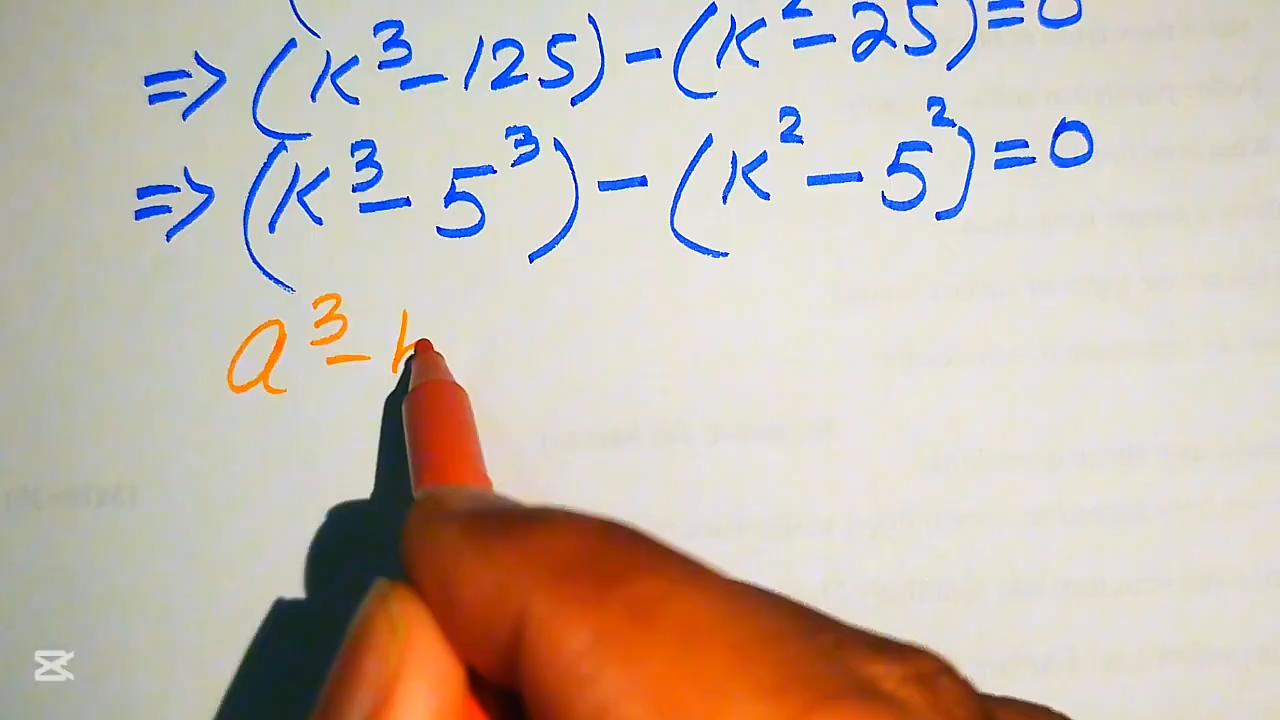 => (K³-125)-(K²-25)=0
=> (K³-5³)-(K²-5²)=0
a³-